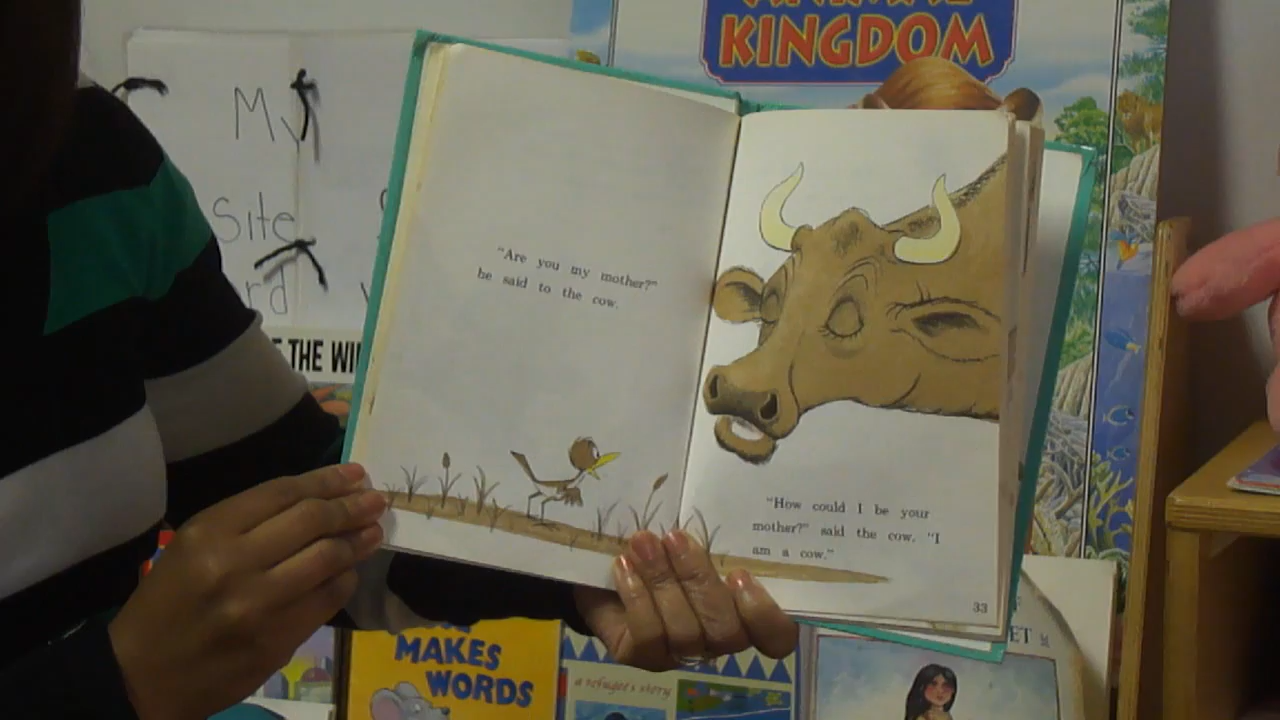 KINGDOM
My
Site
rd
THE WI
"Are you my mother?"
he said to the cow.
"How could I be your
mother?" said the cow. "I
am a cow."
33
MAKES
WORDS
a refugee's story